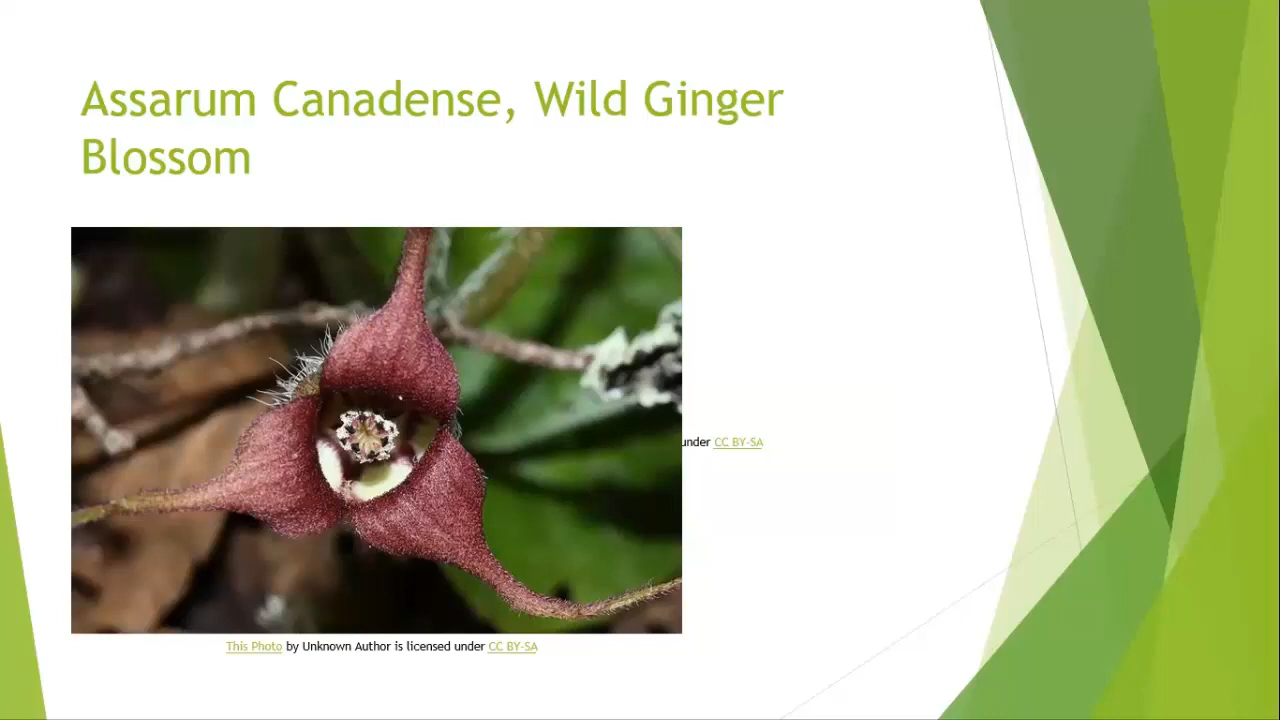 Assarum Canadense, Wild Ginger
Blossom
under CC BY-SA
This Photo by Unknown Author is licensed under CC BY-SA